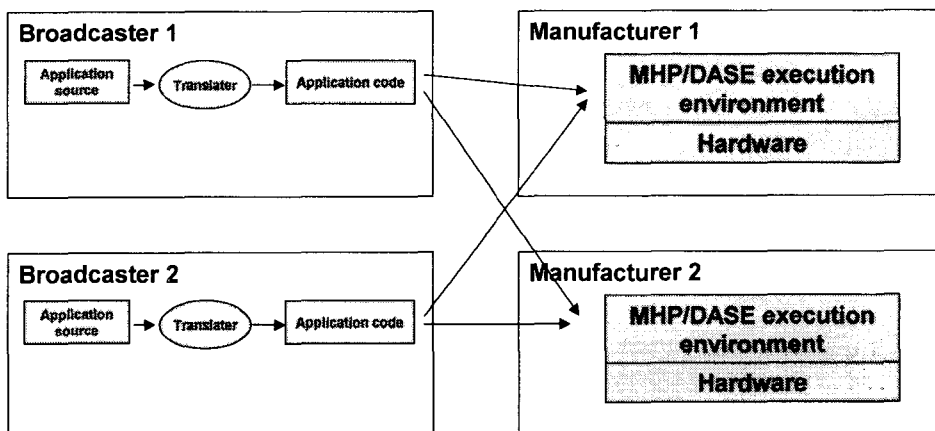 Broadcaster 1
Application
source
Translater
Application code
Manufacturer 1
MHP/DASE execution
environment
Hardware
Broadcaster 2
Application
source
Translater
Application code
Manufacturer 2
MHP/DASE execution
environment
Hardware